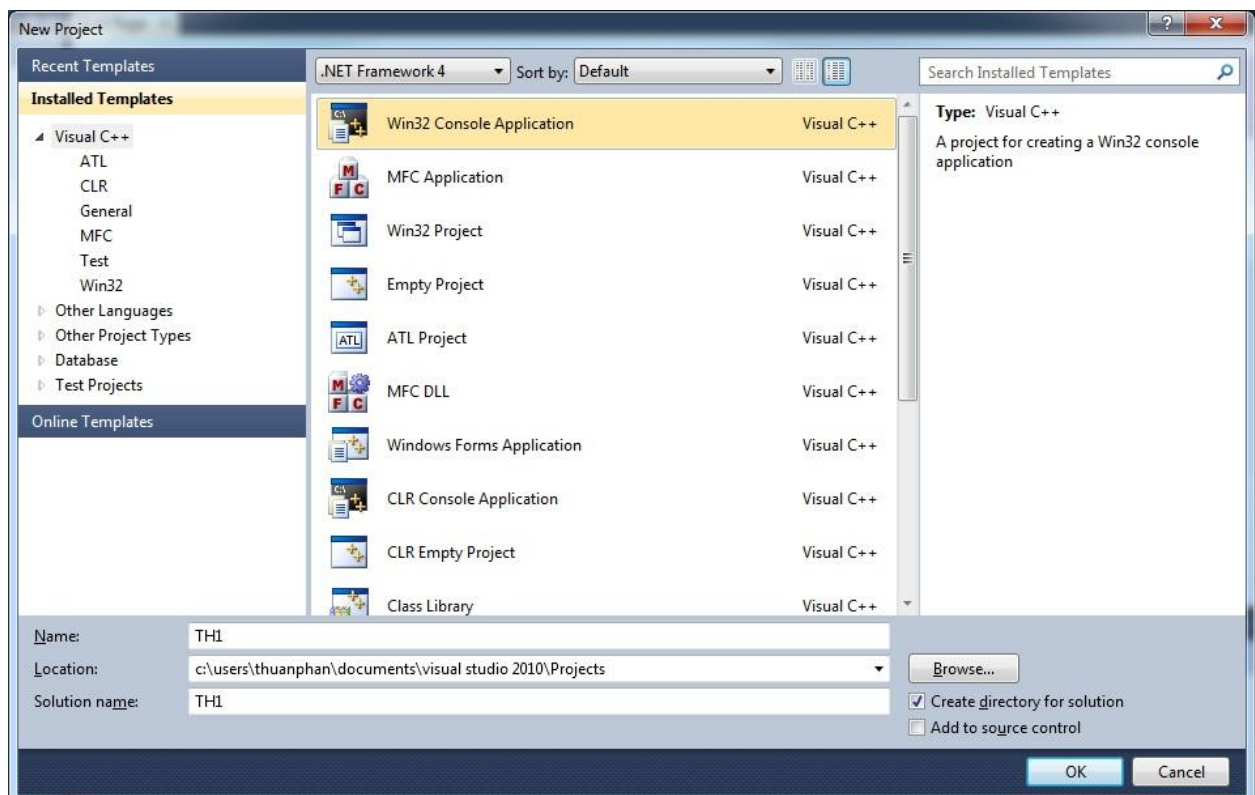 New Project
Recent Templates
Installed Templates
Visual C++
ATL
CLR
General
MFC
Test
Win32
Other Languages
Other Project Types
Database
Test Projects
Online Templates
.NET Framework 4 Sort by: Default
Win32 Console Application Visual C++
MFC Application Visual C++
Win32 Project Visual C++
Empty Project Visual C++
ATL Project Visual C++
MFC DLL Visual C++
Windows Forms Application Visual C++
CLR Console Application Visual C++
CLR Empty Project Visual C++
Class Library Visual C++
Search Installed Templates
Type: Visual C++
A project for creating a Win32 console
application
Name: TH1
Location: c:\users\thuanphan\documents\visual studio 2010\Projects Browse...
Solution name: TH1
Create directory for solution
Add to source control
OK Cancel